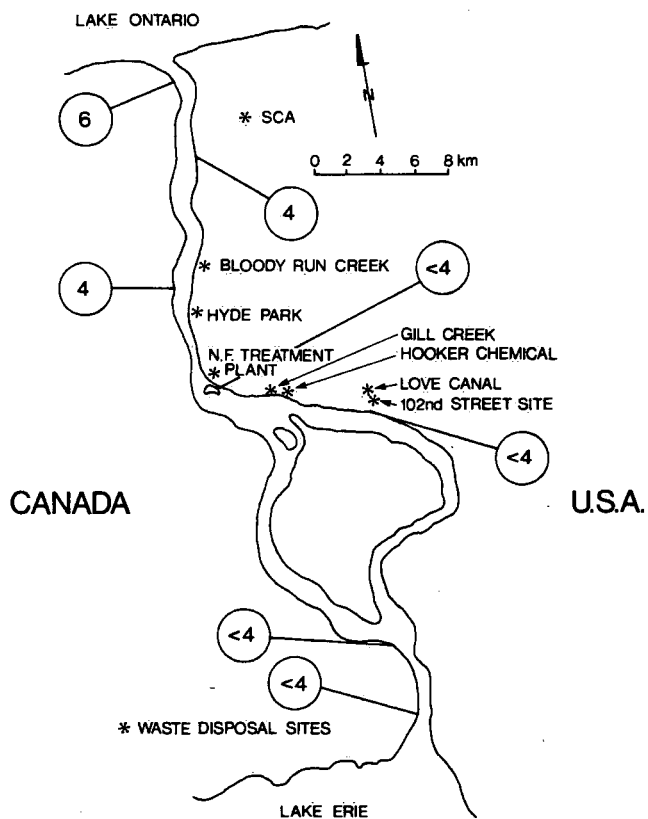 LAKE ONTARIO
6
* SCA
N
0 2 4 6 8 km
4
* BLOODY RUN CREEK
<4
4
* HYDE PARK
GILL CREEK
N.F. TREATMENT
HOOKER CHEMICAL
* PLANT
* * * LOVE CANAL
* 102nd STREET SITE
<4
CANADA
U.S.A.
<4
<4
* WASTE DISPOSAL SITES
LAKE ERIE